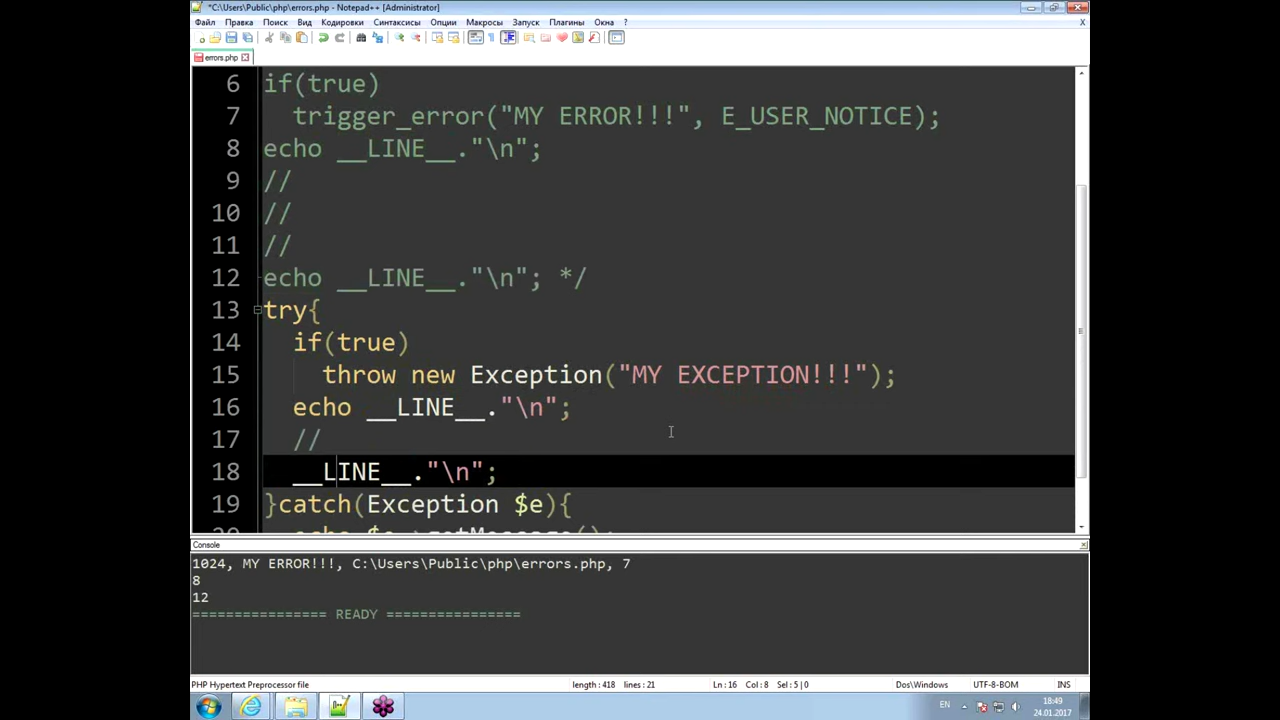 *C:\Users\Public\php\errors.php - Notepad++ [Administrator]
Файл Правка Поиск Вид Кодировки Синтаксисы Опции Макросы Запуск Плагины Окна ?
X
errors.php
6 if(true)
7 trigger_error("MY ERROR!!!", E_USER_NOTICE);
8 echo __LINE__."\n";
9 //
10 //
11 //
12 echo __LINE__."\n"; */
13 try{
14 if(true)
15 throw new Exception("MY EXCEPTION!!!");
16 echo __LINE__."\n";
17 //
18 __LINE__."\n";
19 }catch(Exception $e){
Console
1024, MY ERROR!!!, C:\Users\Public\php\errors.php, 7
8
12
================ READY ================
PHP Hypertext Preprocessor file length : 418 lines : 21 Ln : 16 Col : 8 Sel : 5 | 0 Dos\Windows UTF-8-BOM INS
EN 18:49
24.01.2017